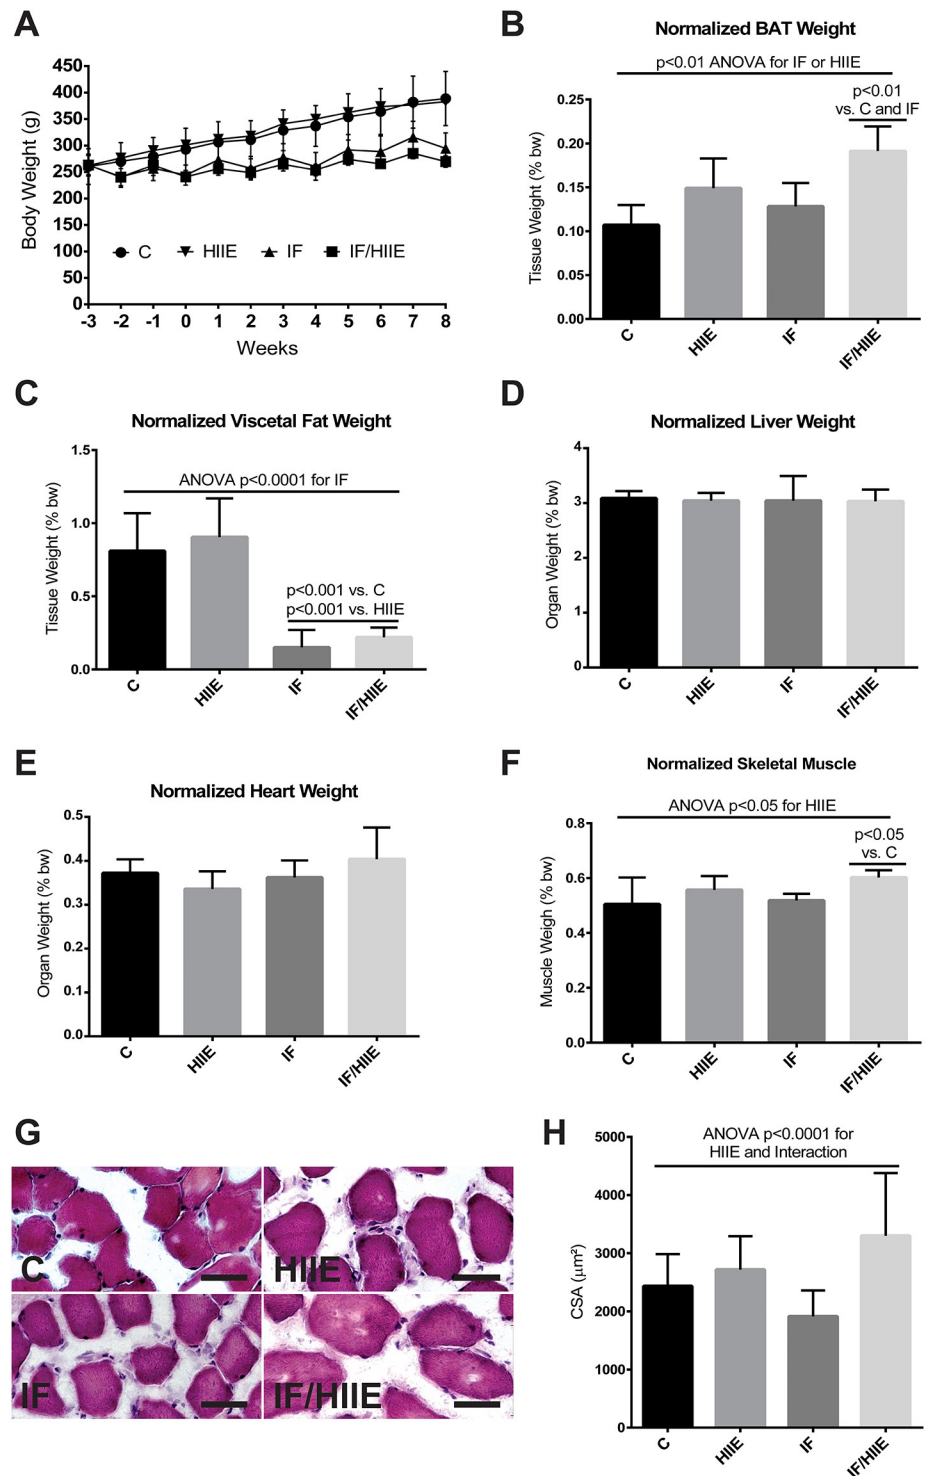 A
Body Weight (g)
450
400
350
300
250
200
150
100
50
0
C HIIE IF IF/HIIE
-3 -2 -1 0 1 2 3 4 5 6 7 8
Weeks
B
Normalized BAT Weight
p<0.01 ANOVA for IF or HIIE
p<0.01
vs. C and IF
Tissue Weight (% bw)
0.25
0.20
0.15
0.10
0.05
0.00
C HIIE IF IF/HIIE
C
Normalized Viscetal Fat Weight
ANOVA p<0.0001 for IF
p<0.001 vs. C
p<0.001 vs. HIIE
Tissue Weight (% bw)
1.5
1.0
0.5
0.0
C HIIE IF IF/HIIE
D
Normalized Liver Weight
Organ Weight (% bw)
4
3
2
1
0
C HIIE IF IF/HIIE
E
Normalized Heart Weight
Organ Weight (% bw)
0.5
0.4
0.3
0.2
0.1
0.0
C HIIE IF IF/HIIE
F
Normalized Skeletal Muscle
ANOVA p<0.05 for HIIE
p<0.05
vs. C
Muscle Weigh (% bw)
0.8
0.6
0.4
0.2
0.0
C HIIE IF IF/HIIE
G
C
HIIE
IF
IF/HIIE
H
ANOVA p<0.0001 for
HIIE and Interaction
CSA (µm²)
5000
4000
3000
2000
1000
0
C HIIE IF IF/HIIE